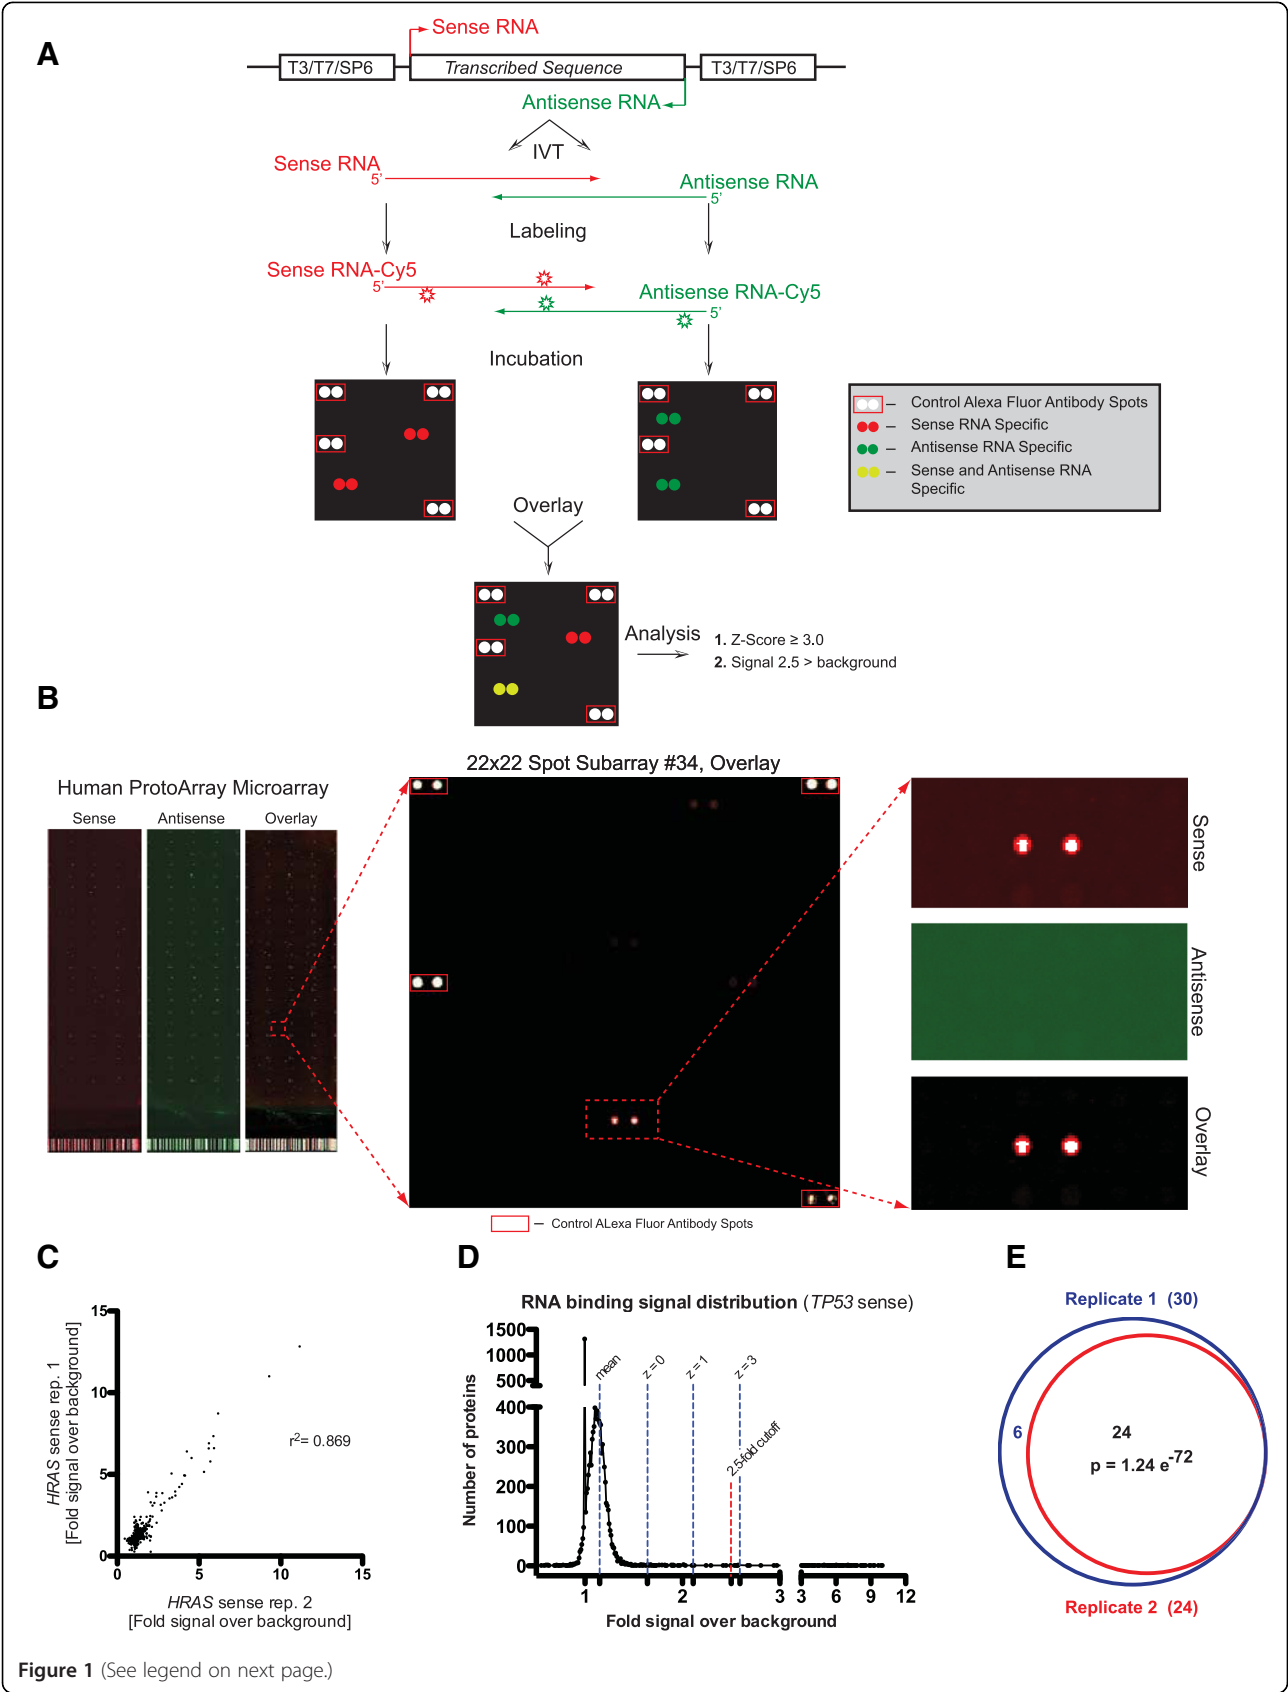 A
Sense RNA
T3/T7/SP6
Transcribed Sequence
T3/T7/SP6
Antisense RNA
IVT
Sense RNA
5'
Antisense RNA
5'
Labeling
Sense RNA-Cy5
5'
Antisense RNA-Cy5
5'
Incubation
Control Alexa Fluor Antibody Spots
Sense RNA Specific
Antisense RNA Specific
Sense and Antisense RNA
Specific
Overlay
Analysis
1. Z-Score ≥ 3.0
2. Signal 2.5 > background
B
22x22 Spot Subarray #34, Overlay
Human ProtoArray Microarray
Sense
Antisense
Overlay
Sense
Antisense
Overlay
Control ALexa Fluor Antibody Spots
C
HRAS sense rep. 1
[Fold signal over background]
15
10
5
0
r²= 0.869
0 5 10 15
HRAS sense rep. 2
[Fold signal over background]
D
RNA binding signal distribution (TP53 sense)
Number of proteins
1500
1000
500
400
300
200
100
0
mean
z = 0
z = 1
z = 3
2.5-fold cutoff
1 2 3 3 6 9 12
Fold signal over background
E
Replicate 1 (30)
6
24
p = 1.24 e-72
Replicate 2 (24)
Figure 1 (See legend on next page.)